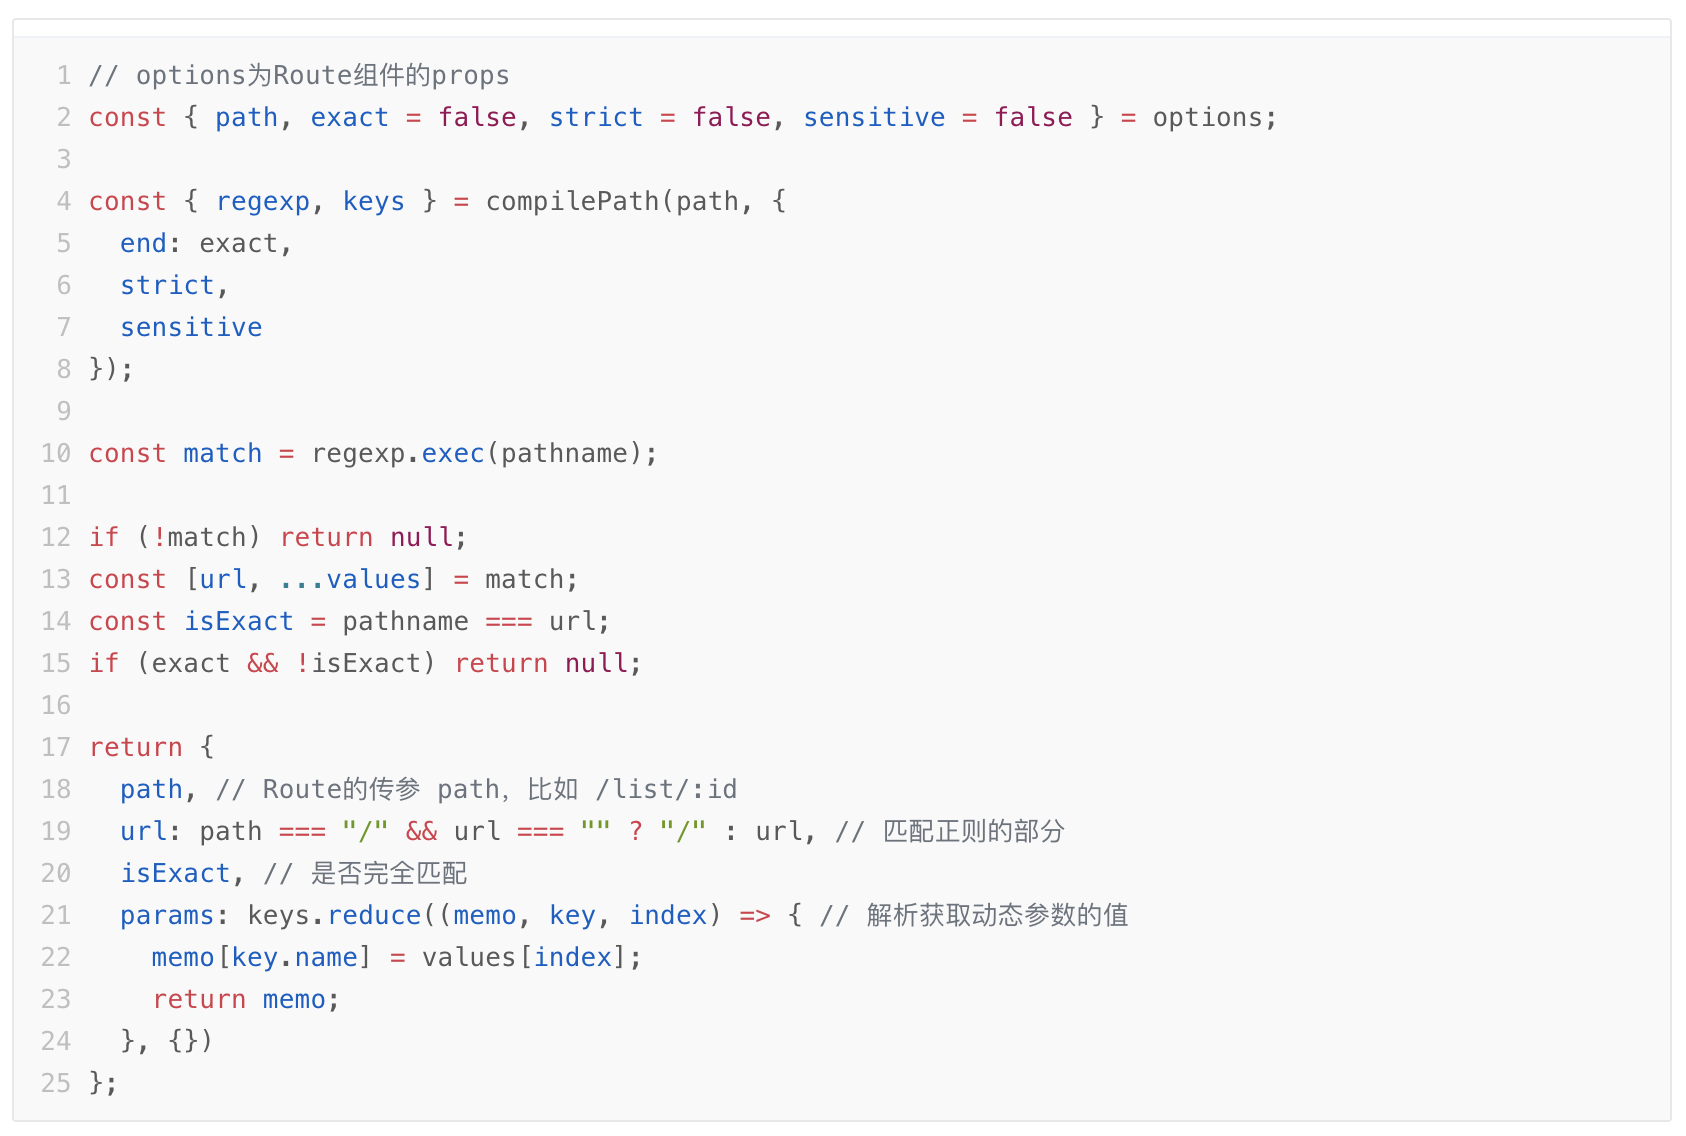 1 // options为Route组件的props
2 const { path, exact = false, strict = false, sensitive = false } = options;
3
4 const { regexp, keys } = compilePath(path, {
5   end: exact,
6   strict,
7   sensitive
8 });
9
10 const match = regexp.exec(pathname);
11
12 if (!match) return null;
13 const [url, ...values] = match;
14 const isExact = pathname === url;
15 if (exact && !isExact) return null;
16
17 return {
18   path, // Route的传参 path，比如 /list/:id
19   url: path === "/" && url === "" ? "/" : url, // 匹配正则的部分
20   isExact, // 是否完全匹配
21   params: keys.reduce((memo, key, index) => { // 解析获取动态参数的值
22     memo[key.name] = values[index];
23     return memo;
24   }, {})
25 };